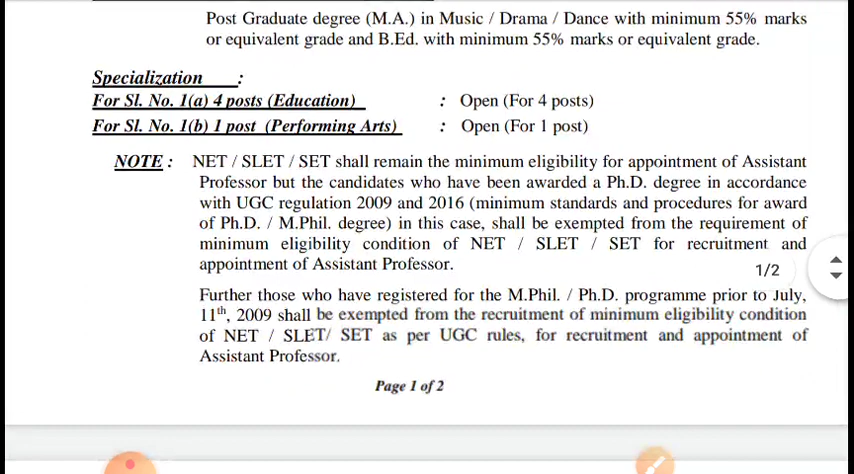 Post Graduate degree (M.A.) in Music / Drama / Dance with minimum 55% marks
or equivalent grade and B.Ed. with minimum 55% marks or equivalent grade.
Specialization :
For Sl. No. 1(a) 4 posts (Education) : Open (For 4 posts)
For Sl. No. 1(b) 1 post (Performing Arts) : Open (For 1 post)
NOTE : NET / SLET / SET shall remain the minimum eligibility for appointment of Assistant
Professor but the candidates who have been awarded a Ph.D. degree in accordance
with UGC regulation 2009 and 2016 (minimum standards and procedures for award
of Ph.D. / M.Phil. degree) in this case, shall be exempted from the requirement of
minimum eligibility condition of NET / SLET / SET for recruitment and
appointment of Assistant Professor.
1/2
Further those who have registered for the M.Phil. / Ph.D. programme prior to July,
11th, 2009 shall be exempted from the recruitment of minimum eligibility condition
of NET / SLET/ SET as per UGC rules, for recruitment and appointment of
Assistant Professor.
Page 1 of 2